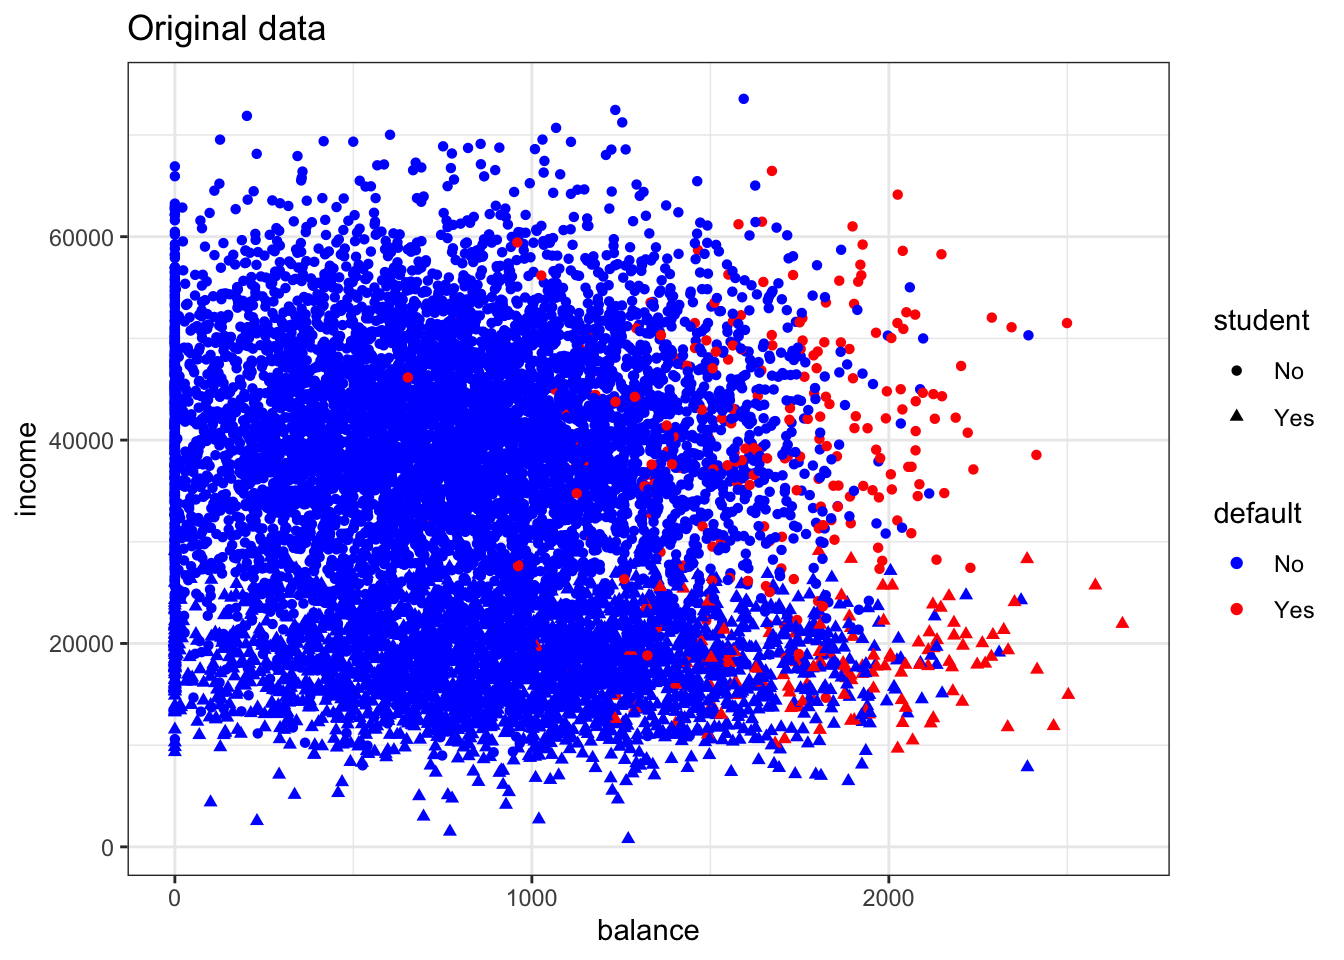 Original data
60000
40000
20000
0
income
0 1000 2000
balance
student
No
Yes
default
No
Yes